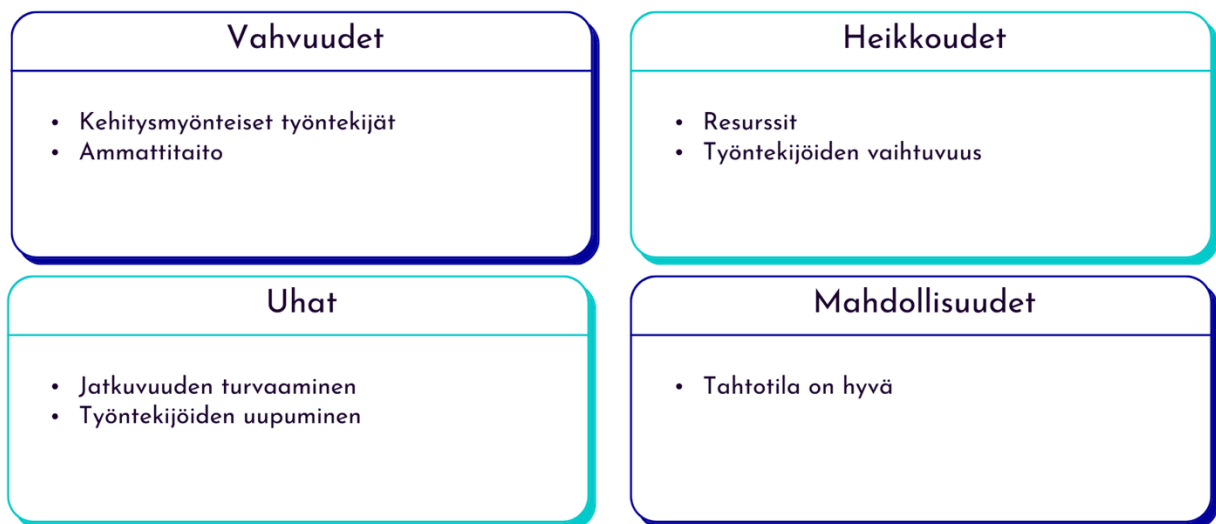 Vahvuudet
• Kehitysmyönteiset työntekijät
• Ammattitaito
Heikkoudet
• Resurssit
• Työntekijöiden vaihtuvuus
Uhat
• Jatkuvuuden turvaaminen
• Työntekijöiden uupuminen
Mahdollisuudet
• Tahtotila on hyvä